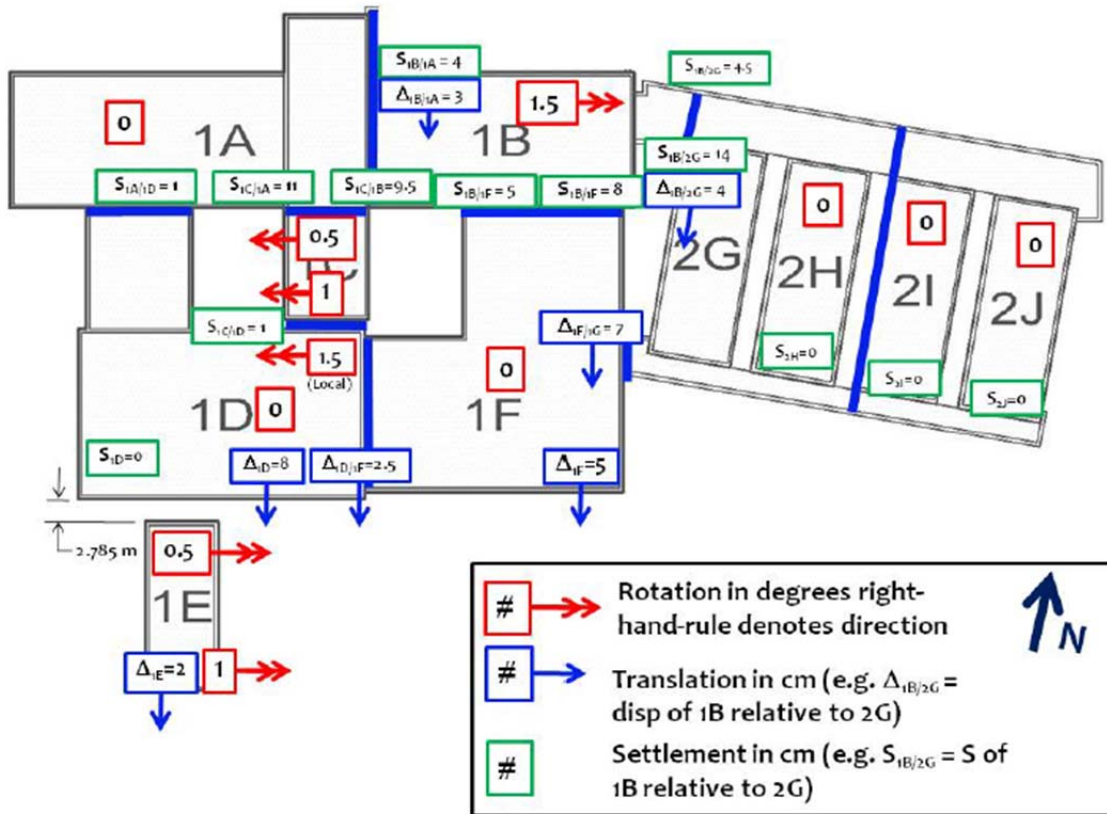 S1B/1A = 4
S1B/2G = 4.5
Δ1B/1A = 3
1.5
0
1A
1B
S1B/2G = 14
S1A/1D = 1
S1C/1A = 11
S1C/1B=9.5
S1B/1F = 5
S1B/1F = 8
Δ1B/2G = 4
0
0
0
0.5
2G
2H
2I
2J
1
S1C/1D = 1
Δ1F/1G = 7
1.5
(Local)
S2H=0
0
S2I=0
S2J=0
1D
0
1F
S1D=0
Δ1D=8
Δ1D/1F=2.5
Δ1F=5
2.785 m
0.5
1E
Δ1E=2
1
#
Rotation in degrees right-
hand-rule denotes direction
N
#
Translation in cm (e.g. Δ1B/2G =
disp of 1B relative to 2G)
#
Settlement in cm (e.g. S1B/2G = S of
1B relative to 2G)